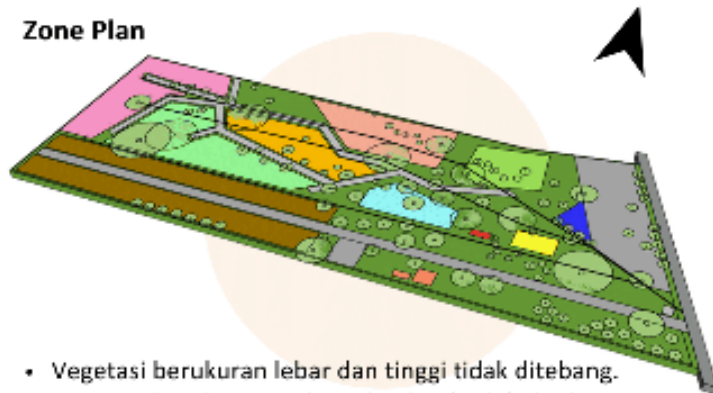 Zone Plan
• Vegetasi berukuran lebar dan tinggi tidak ditebang.